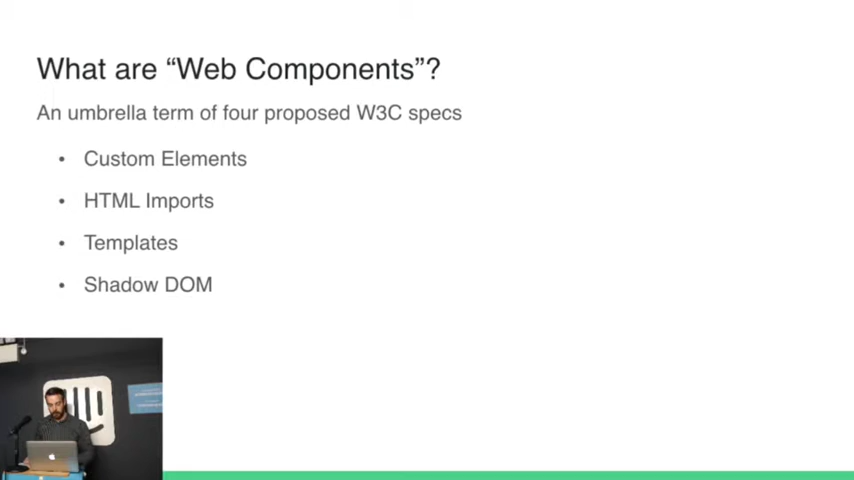 What are “Web Components”?
An umbrella term of four proposed W3C specs
• Custom Elements
• HTML Imports
• Templates
• Shadow DOM